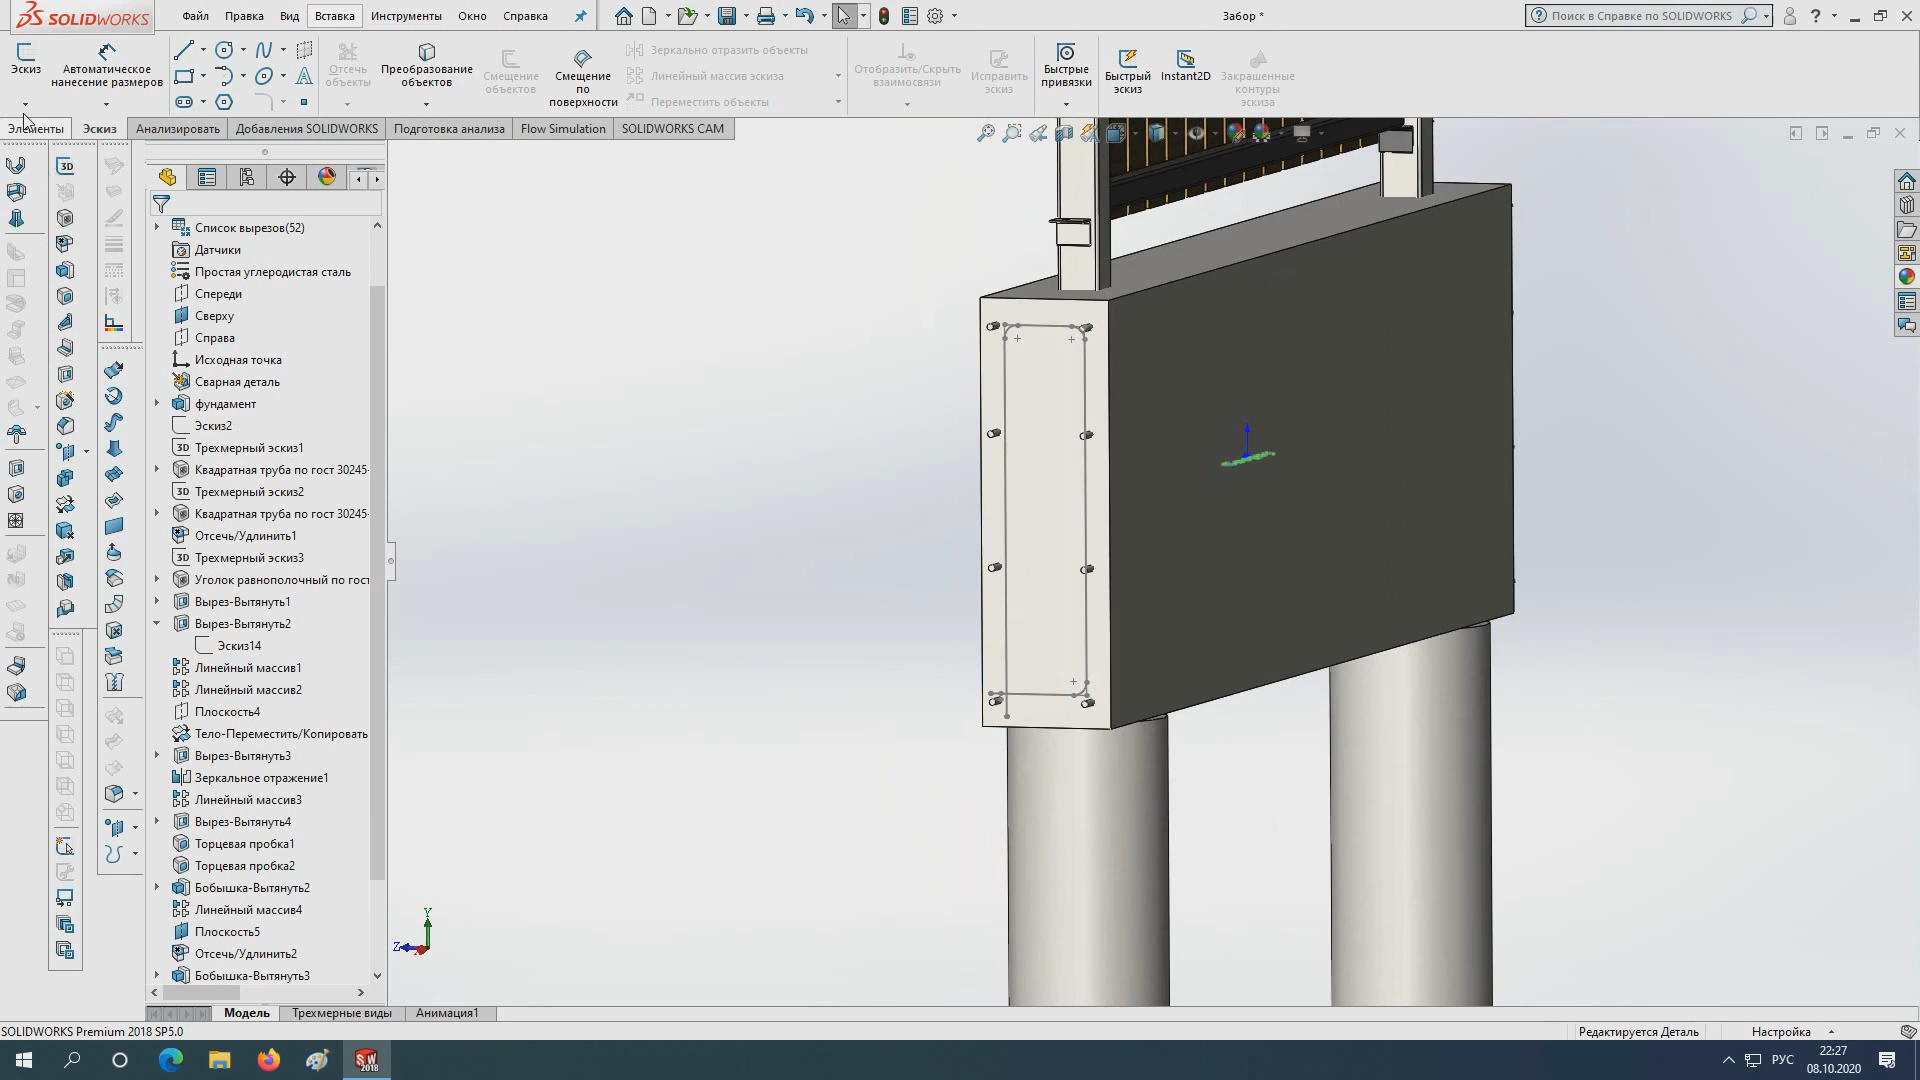 SOLIDWORKS
Файл Правка Вид Вставка Инструменты Окно Справка
Забор *
Поиск в Справке по SOLIDWORKS
Эскиз
Автоматическое нанесение размеров
Отсечь объекты
Преобразование объектов
Смещение объектов
Смещение по поверхности
Зеркально отразить объекты
Линейный массив эскиза
Переместить объекты
Отобразить/Скрыть взаимосвязи
Исправить эскиз
Быстрые привязки
Быстрый эскиз
Instant2D
Закрашенные контуры эскиза
Элементы Эскиз Анализировать Добавления SOLIDWORKS Подготовка анализа Flow Simulation SOLIDWORKS CAM
3D
Список вырезов(52)
Датчики
Простая углеродистая сталь
Спереди
Сверху
Справа
Исходная точка
Сварная деталь
фундамент
Эскиз2
3D Трехмерный эскиз1
Квадратная труба по гост 30245-
3D Трехмерный эскиз2
Квадратная труба по гост 30245-
Отсечь/Удлинить1
3D Трехмерный эскиз3
Уголок равнополочный по гост
Вырез-Вытянуть1
Вырез-Вытянуть2
Эскиз14
Линейный массив1
Линейный массив2
Плоскость4
Тело-Переместить/Копировать
Вырез-Вытянуть3
Зеркальное отражение1
Линейный массив3
Вырез-Вытянуть4
Торцевая пробка1
Торцевая пробка2
Бобышка-Вытянуть2
Линейный массив4
Плоскость5
Отсечь/Удлинить2
Бобышка-Вытянуть3
Y
Z
Модель Трехмерные виды Анимация1
SOLIDWORKS Premium 2018 SP5.0
Редактируется Деталь
Настройка
SW 2018
РУС
22:27
08.10.2020